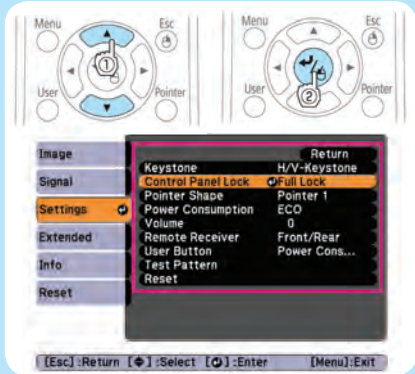 Menu
Esc
①
User
Pointer
Menu
Esc
②
User
Pointer
Image
Signal
Settings
Extended
Info
Reset
Return
Keystone H/V-Keystone
Control Panel Lock Full Lock
Pointer Shape Pointer 1
Power Consumption ECO
Volume 0
Remote Receiver Front/Rear
User Button Power Cons...
Test Pattern
Reset
[Esc] :Return [◆] :Select [⏎] :Enter [Menu] :Exit